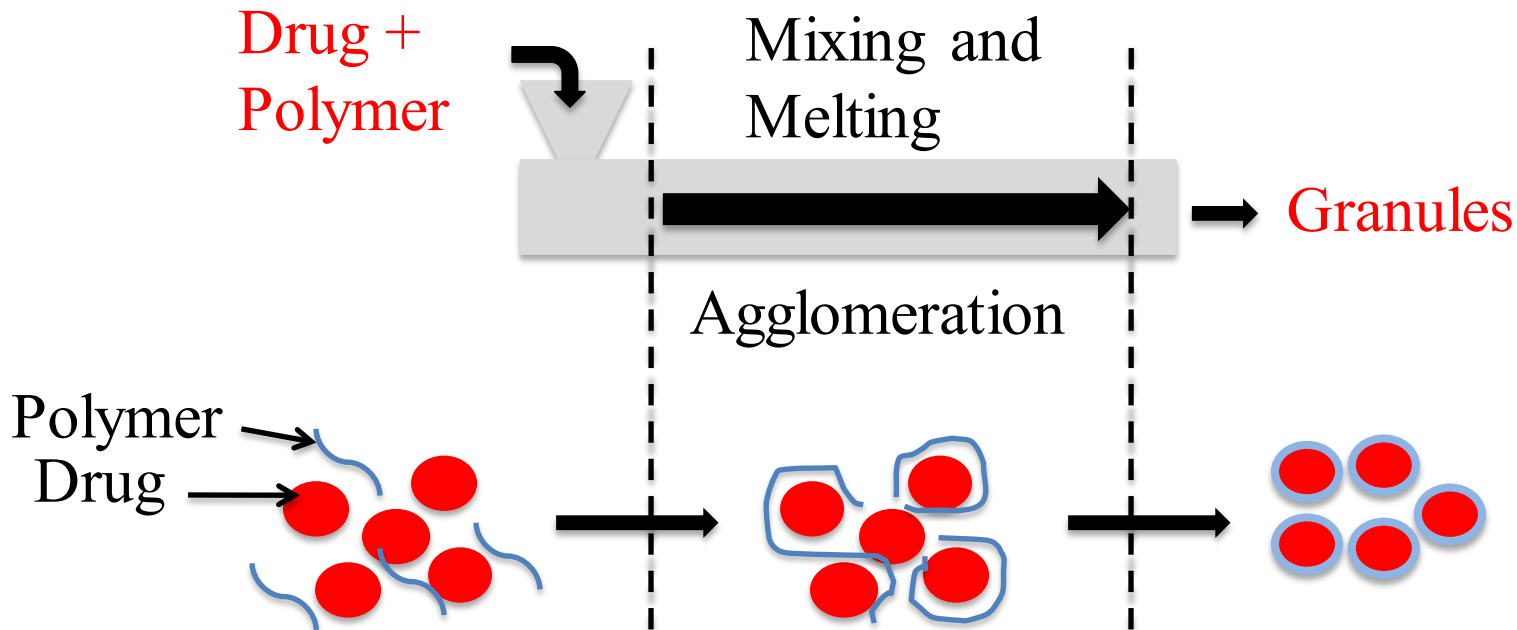 Drug +
Polymer
Mixing and
Melting
Granules
Agglomeration
Polymer
Drug